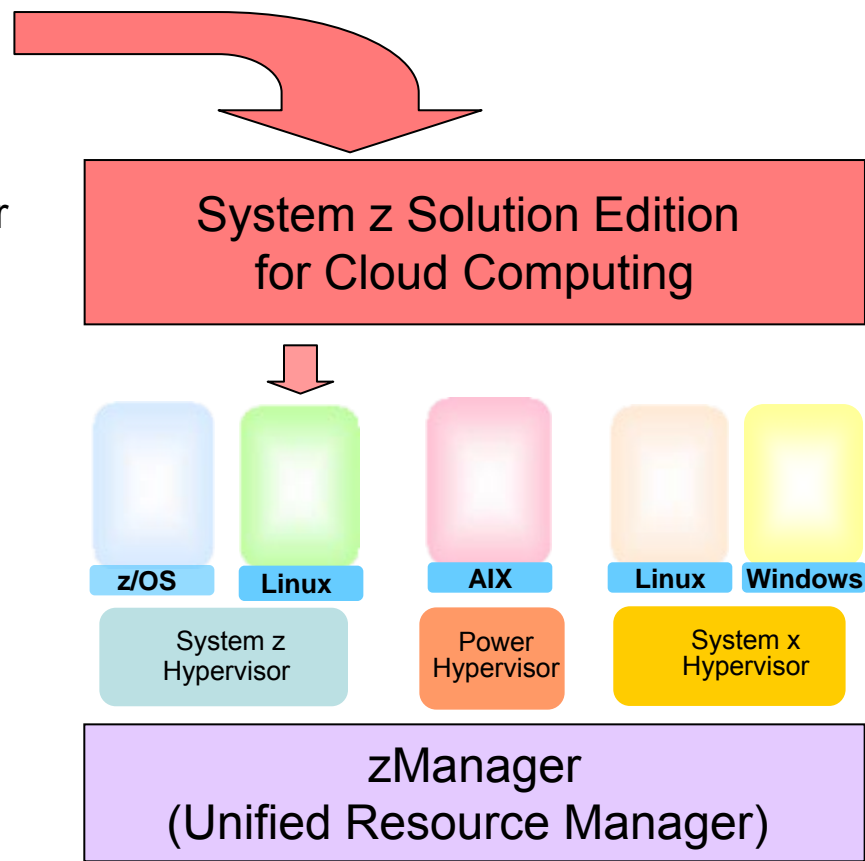 r
System z Solution Edition
for Cloud Computing
z/OS
Linux
AIX
Linux
Windows
System z
Hypervisor
Power
Hypervisor
System x
Hypervisor
zManager
(Unified Resource Manager)